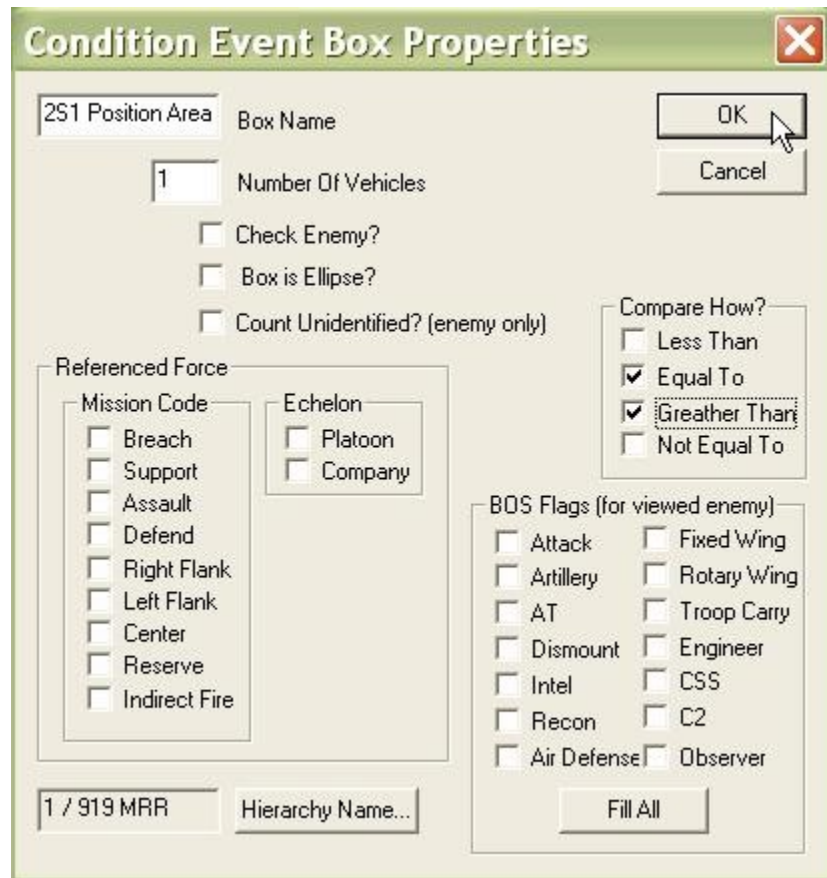 Condition Event Box Properties
2S1 Position Area
Box Name
OK
1
Number Of Vehicles
Cancel
Check Enemy?
Box is Ellipse?
Count Unidentified? (enemy only)
Compare How?
Less Than
Equal To
Greather Than
Not Equal To
Referenced Force
Mission Code
Breach
Support
Assault
Defend
Right Flank
Left Flank
Center
Reserve
Indirect Fire
Echelon
Platoon
Company
BOS Flags (for viewed enemy)
Attack
Artillery
AT
Dismount
Intel
Recon
Air Defense
Fixed Wing
Rotary Wing
Troop Carry
Engineer
CSS
C2
Observer
Fill All
1 / 919 MRR
Hierarchy Name...